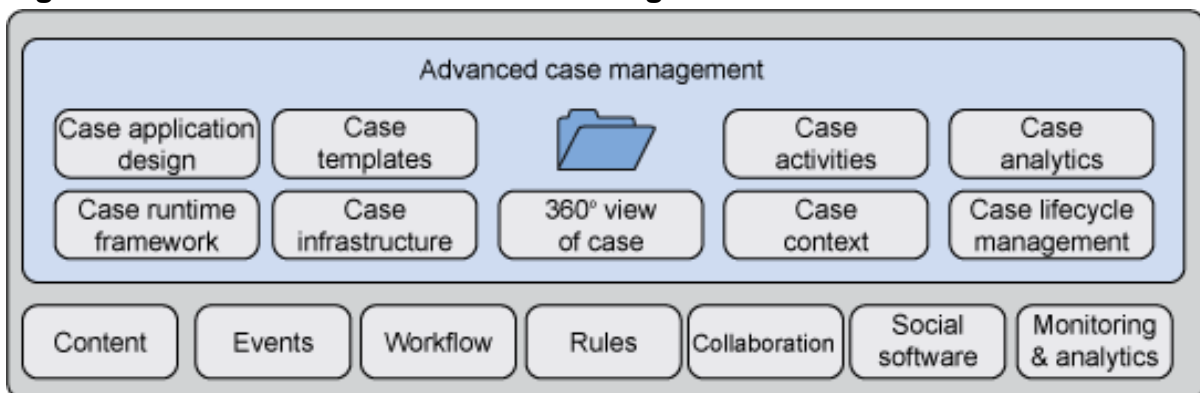 Advanced case management
Case application
design
Case
templates
Case
activities
Case
analytics
Case runtime
framework
Case
infrastructure
360° view
of case
Case
context
Case lifecycle
management
Content
Events
Workflow
Rules
Collaboration
Social
software
Monitoring
& analytics